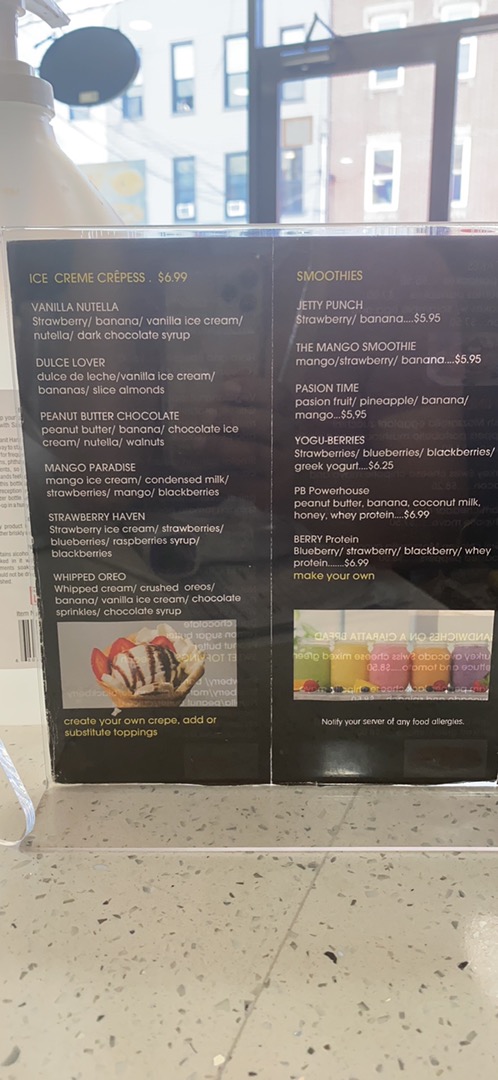 ICE CREME CRÊPESS . $6.99
VANILLA NUTELLA
Strawberry/ banana/ vanilla ice cream/
nutella/ dark chocolate syrup
DULCE LOVER
dulce de leche/vanilla ice cream/
bananas/ slice almonds
PEANUT BUTTER CHOCOLATE
peanut butter/ banana/ chocolate ice
cream/ nutella/ walnuts
MANGO PARADISE
mango ice cream/ condensed milk/
strawberries/ mango/ blackberries
STRAWBERRY HAVEN
Strawberry ice cream/ strawberries/
blueberries/ raspberries syrup/
blackberries
WHIPPED OREO
Whipped cream/ crushed oreos/
banana/ vanilla ice cream/ chocolate
sprinkles/ chocolate syrup
create your own crepe, add or
substitute toppings
SMOOTHIES
JETTY PUNCH
Strawberry/ banana....$5.95
THE MANGO SMOOTHIE
mango/strawberry/ banana....$5.95
PASION TIME
pasion fruit/ pineapple/ banana/
mango...$5.95
YOGU-BERRIES
Strawberries/ blueberries/ blackberries/
greek yogurt....$6.25
PB Powerhouse
peanut butter, banana, coconut milk,
honey, whey protein....$6.99
BERRY Protein
Blueberry/ strawberry/ blackberry/ whey
protein.......$6.99
make your own
Notify your server of any food allergies.